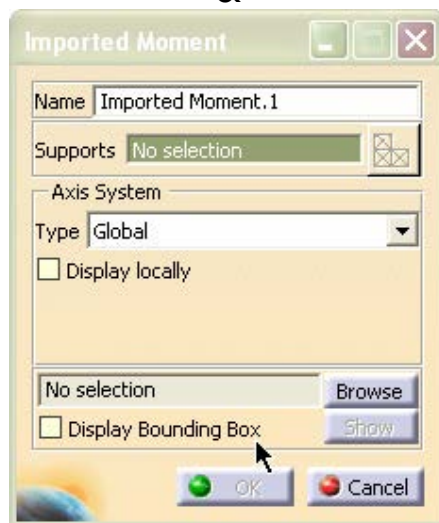 Imported Moment
Name Imported Moment.1
Supports No selection
Axis System
Type Global
Display locally
No selection Browse
Display Bounding Box Show
OK Cancel